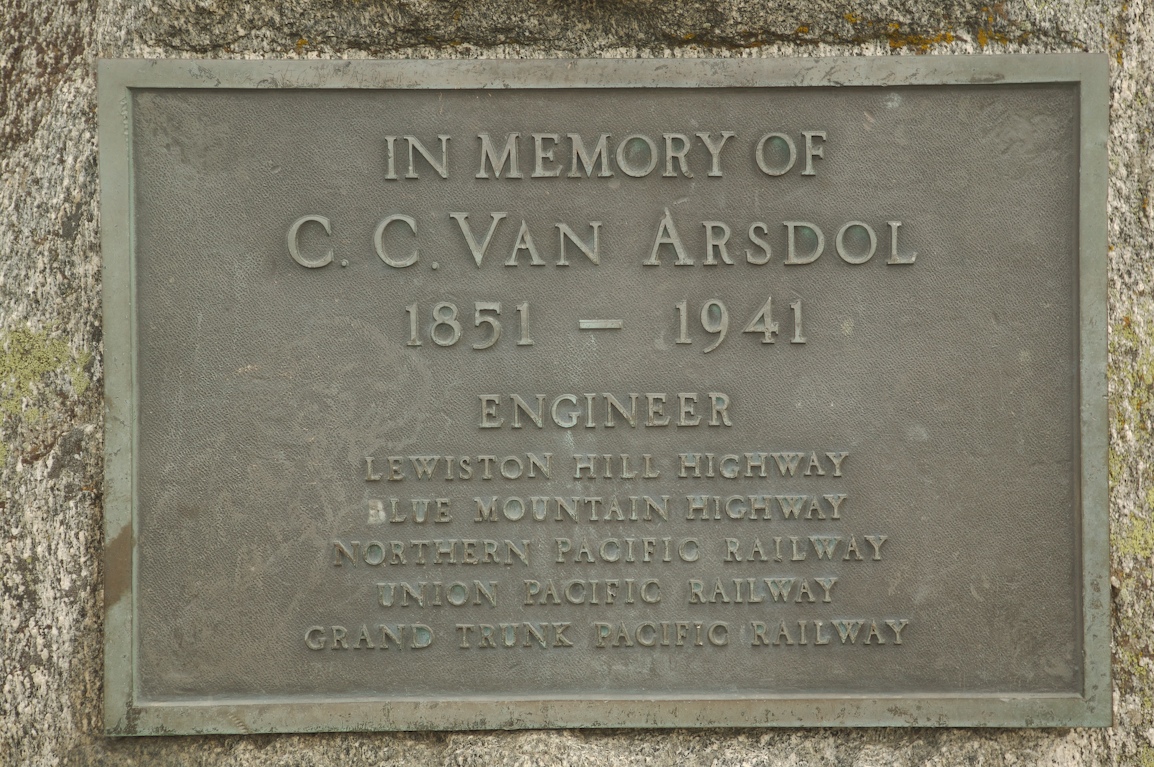 IN MEMORY OF
C. C. VAN ARSDOL
1851 – 1941
ENGINEER
LEWISTON HILL HIGHWAY
BLUE MOUNTAIN HIGHWAY
NORTHERN PACIFIC RAILWAY
UNION PACIFIC RAILWAY
GRAND TRUNK PACIFIC RAILWAY